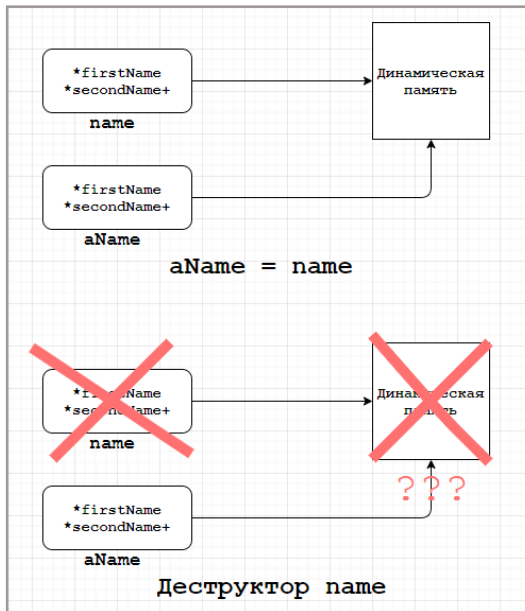 *firstName
*secondName+
name
Динамическая
память
*firstName
*secondName+
aName
aName = name
*firstName
*secondName+
name
Динамическая
память
???
*firstName
*secondName+
aName
Деструктор name